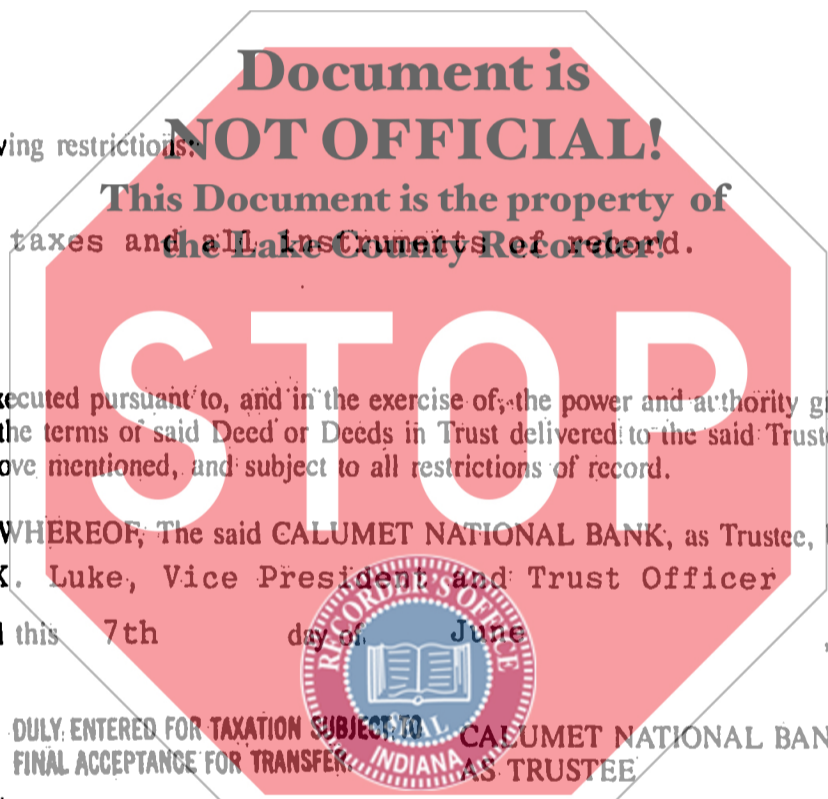 Document is
NOT OFFICIAL!
ving restrictions:
This Document is the property of
taxes and all instruments of record.
the Lake County Recorder!
STOP
ecuted pursuant to, and in the exercise of, the power and authority gi
the terms of said Deed or Deeds in Trust delivered to the said Trust
ove mentioned, and subject to all restrictions of record.
WHEREOF, The said CALUMET NATIONAL BANK, as Trustee,
K. Luke, Vice President and Trust Officer
this 7th day of June
RECORDER'S OFFICE
SEAL
INDIANA
DULY ENTERED FOR TAXATION SUBJECT TO
FINAL ACCEPTANCE FOR TRANSFER.
CALUMET NATIONAL BAN
AS TRUSTEE